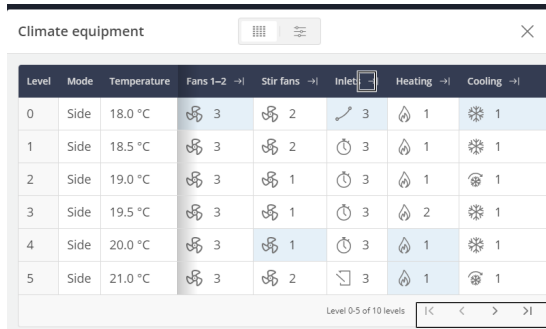 Climate equipment
Level Mode Temperature Fans 1–2 →| Stir fans →| Inlets →| Heating →| Cooling →|
0 Side 18.0 °C 3 2 3 1 1
1 Side 18.5 °C 3 2 3 1 1
2 Side 19.0 °C 3 1 3 1 1
3 Side 19.5 °C 3 1 3 2 1
4 Side 20.0 °C 3 1 3 1 1
5 Side 21.0 °C 3 2 3 1 1
Level 0-5 of 10 levels